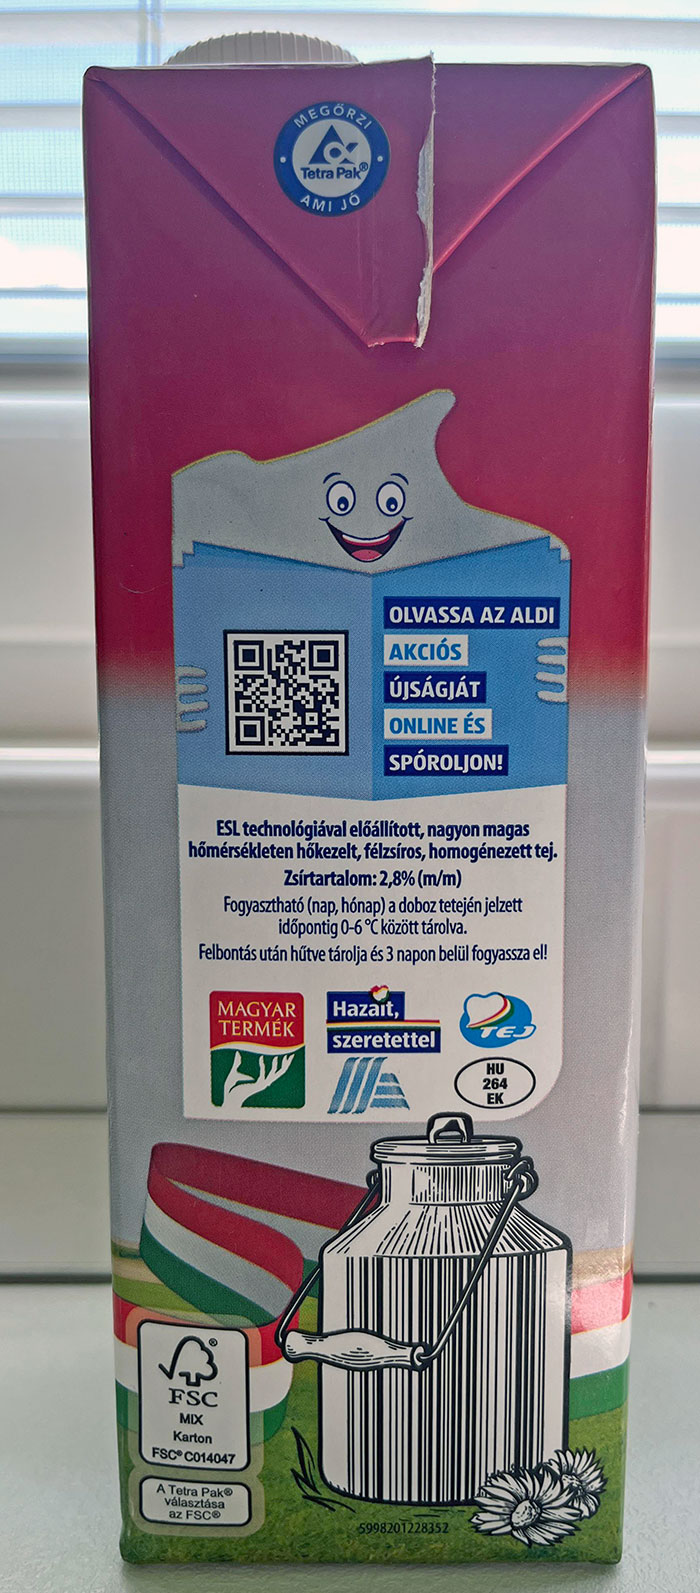 MEGŐRZI
Tetra Pak®
AMI JÓ
OLVASSA AZ ALDI
AKCIÓS
ÚJSÁGJÁT
ONLINE ÉS
SPÓROLJON!
ESL technológiával előállított, nagyon magas
hőmérsékleten hőkezelt, félzsíros, homogénezett tej.
Zsírtartalom: 2,8% (m/m)
Fogyasztható (nap, hónap) a doboz tetején jelzett
időpontig 0-6 °C között tárolva.
Felbontás után hűtve tárolja és 3 napon belül fogyassza el!
MAGYAR
TERMÉK
Hazait,
szeretettel
TEJ
HU
264
EK
®
FSC
MIX
Karton
FSC® C014047
A Tetra Pak®
választása
az FSC®
5998201228352